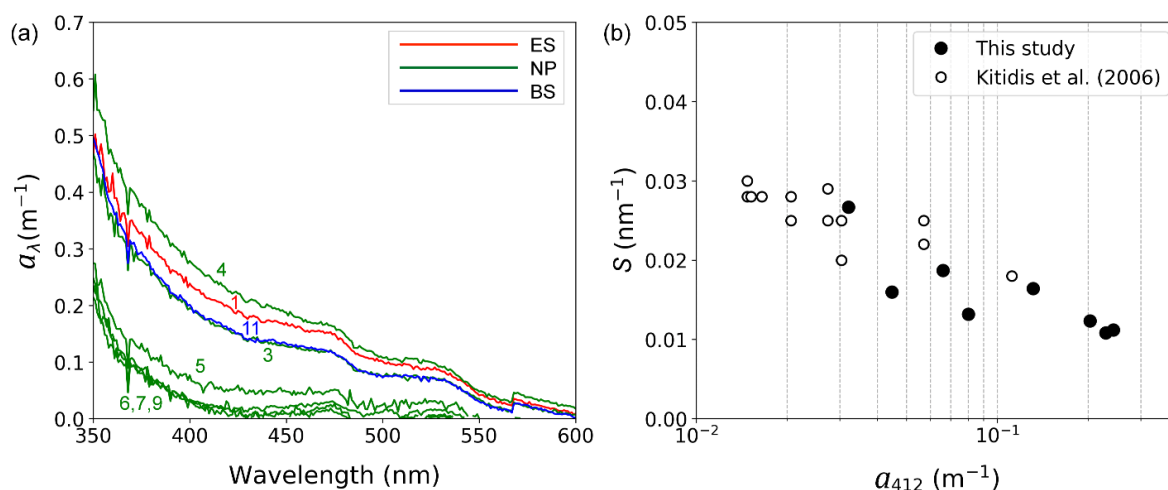 (a)
0.7
0.6
0.5
0.4
0.3
0.2
0.1
0.0
aλ(m⁻¹)
ES
NP
BS
4
1
11
3
5
6,7,9
350
400
450
500
550
600
Wavelength (nm)
(b)
0.05
0.04
0.03
0.02
0.01
0.00
S (nm⁻¹)
This study
Kitidis et al. (2006)
10⁻²
10⁻¹
a₄₁₂ (m⁻¹)